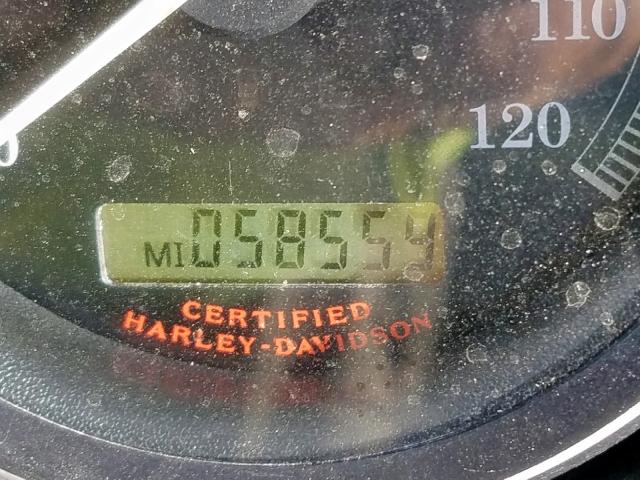 110
120
MI 058554
CERTIFIED
HARLEY-DAVIDSON